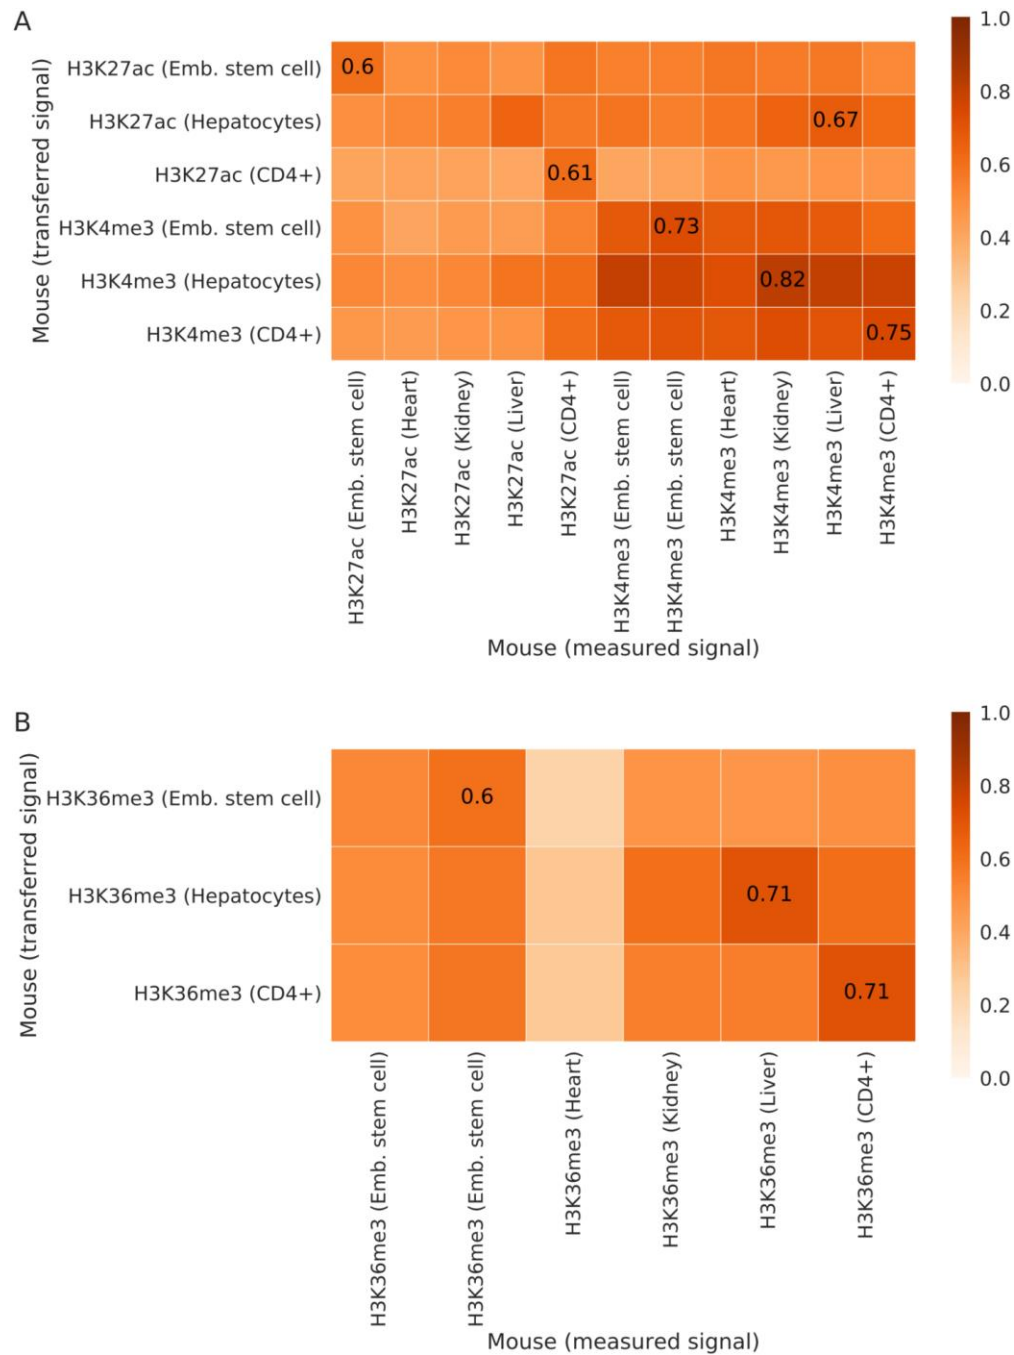 A
Mouse (transferred signal)
H3K27ac (Emb. stem cell)
H3K27ac (Hepatocytes)
H3K27ac (CD4+)
H3K4me3 (Emb. stem cell)
H3K4me3 (Hepatocytes)
H3K4me3 (CD4+)
0.6
0.67
0.61
0.73
0.82
0.75
H3K27ac (Emb. stem cell)
H3K27ac (Heart)
H3K27ac (Kidney)
H3K27ac (Liver)
H3K27ac (CD4+)
H3K4me3 (Emb. stem cell)
H3K4me3 (Emb. stem cell)
H3K4me3 (Heart)
H3K4me3 (Kidney)
H3K4me3 (Liver)
H3K4me3 (CD4+)
Mouse (measured signal)
1.0
0.8
0.6
0.4
0.2
0.0
B
Mouse (transferred signal)
H3K36me3 (Emb. stem cell)
H3K36me3 (Hepatocytes)
H3K36me3 (CD4+)
0.6
0.71
0.71
H3K36me3 (Emb. stem cell)
H3K36me3 (Emb. stem cell)
H3K36me3 (Heart)
H3K36me3 (Kidney)
H3K36me3 (Liver)
H3K36me3 (CD4+)
Mouse (measured signal)
1.0
0.8
0.6
0.4
0.2
0.0